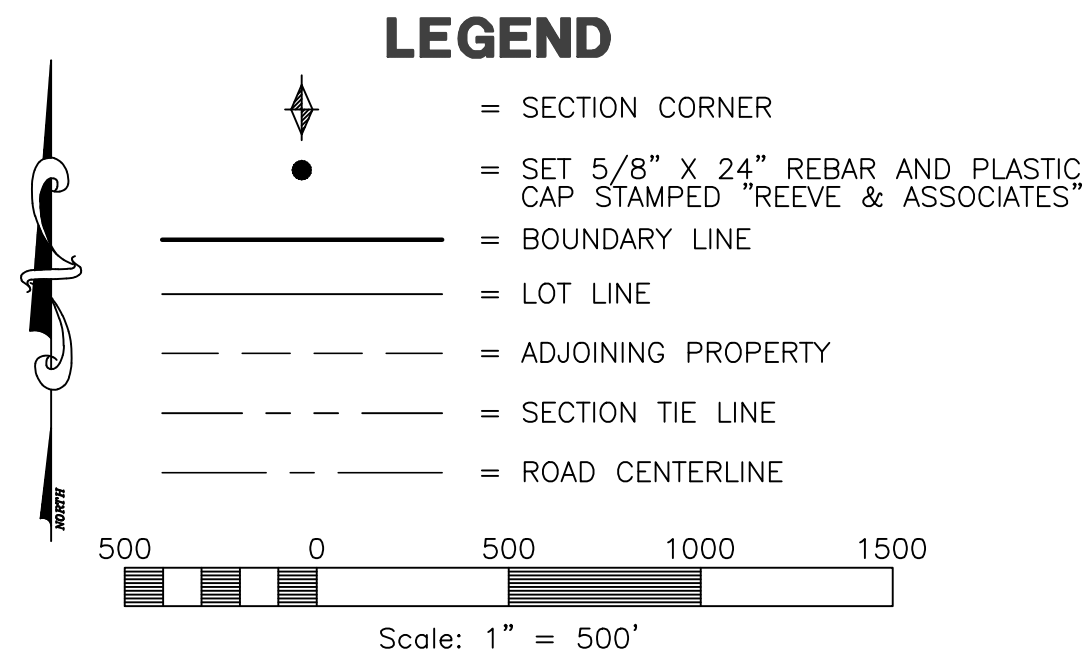 LEGEND
= SECTION CORNER
= SET 5/8" X 24" REBAR AND PLASTIC
CAP STAMPED "REEVE & ASSOCIATES"
= BOUNDARY LINE
= LOT LINE
= ADJOINING PROPERTY
= SECTION TIE LINE
= ROAD CENTERLINE
NORTH
500 0 500 1000 1500
Scale: 1" = 500'